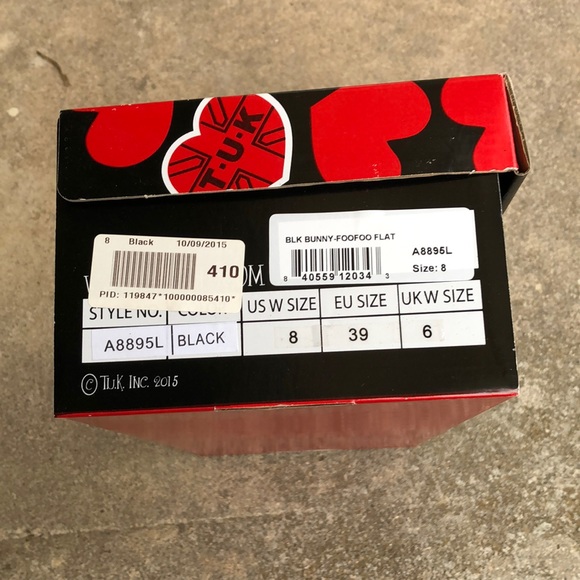 T·U·K
8 Black 10/09/2015
410
PID: 119847*100000085410*
BLK BUNNY-FOOFOO FLAT
8 40559 12034 3
A8895L
Size: 8
OM
STYLE NO. US W SIZE EU SIZE UK W SIZE
A8895L BLACK 8 39 6
© T.U.K. INC. 2015